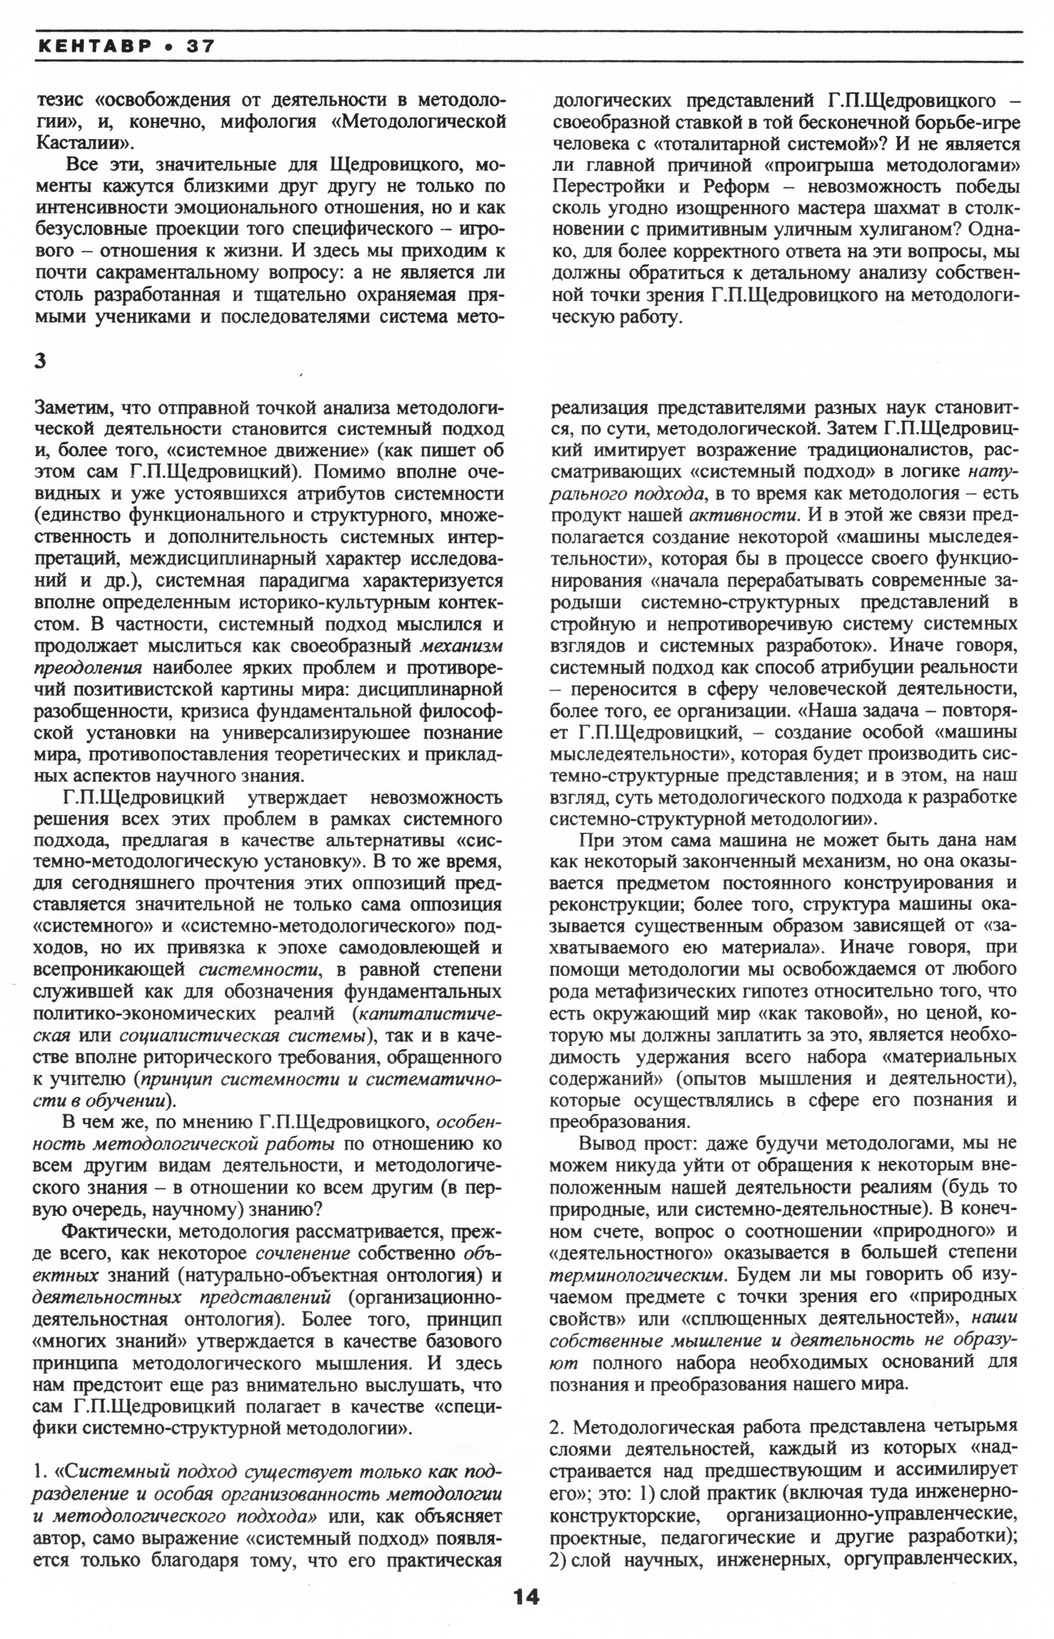 КЕНТАВР • 37
тезис «освобождения от деятельности в методоло-
гии», и, конечно, мифология «Методологической
Касталии».
Все эти, значительные для Щедровицкого, мо-
менты кажутся близкими друг другу не только по
интенсивности эмоционального отношения, но и как
безусловные проекции того специфического – игро-
вого – отношения к жизни. И здесь мы приходим к
почти сакраментальному вопросу: а не является ли
столь разработанная и тщательно охраняемая пря-
мыми учениками и последователями система мето-
дологических представлений Г.П.Щедровицкого –
своеобразной ставкой в той бесконечной борьбе-игре
человека с «тоталитарной системой»? И не является
ли главной причиной «проигрыша методологами»
Перестройки и Реформ – невозможность победы
сколь угодно изощренного мастера шахмат в столк-
новении с примитивным уличным хулиганом? Одна-
ко, для более корректного ответа на эти вопросы, мы
должны обратиться к детальному анализу собствен-
ной точки зрения Г.П.Щедровицкого на методологи-
ческую работу.
3
Заметим, что отправной точкой анализа методологи-
ческой деятельности становится системный подход
и, более того, «системное движение» (как пишет об
этом сам Г.П.Щедровицкий). Помимо вполне оче-
видных и уже устоявшихся атрибутов системности
(единство функционального и структурного, множе-
ственность и дополнительность системных интер-
претаций, междисциплинарный характер исследова-
ний и др.), системная парадигма характеризуется
вполне определенным историко-культурным контек-
стом. В частности, системный подход мыслился и
продолжает мыслиться как своеобразный механизм
преодоления наиболее ярких проблем и противоре-
чий позитивистской картины мира: дисциплинарной
разобщенности, кризиса фундаментальной философ-
ской установки на универсализирующее познание
мира, противопоставления теоретических и приклад-
ных аспектов научного знания.
Г.П.Щедровицкий утверждает невозможность
решения всех этих проблем в рамках системного
подхода, предлагая в качестве альтернативы «сис-
темно-методологическую установку». В то же время,
для сегодняшнего прочтения этих оппозиций пред-
ставляется значительной не только сама оппозиция
«системного» и «системно-методологического» под-
ходов, но их привязка к эпохе самодовлеющей и
всепроникающей системности, в равной степени
служившей как для обозначения фундаментальных
политико-экономических реалий (капиталистиче-
ская или социалистическая системы), так и в каче-
стве вполне риторического требования, обращенного
к учителю (принцип системности и систематично-
сти в обучении).
В чем же, по мнению Г.П.Щедровицкого, особен-
ность методологической работы по отношению ко
всем другим видам деятельности, и методологиче-
ского знания – в отношении ко всем другим (в пер-
вую очередь, научному) знанию?
Фактически, методология рассматривается, преж-
де всего, как некоторое сочленение собственно объ-
ектных знаний (натурально-объектная онтология) и
деятельностных представлений (организационно-
деятельностная онтология). Более того, принцип
«многих знаний» утверждается в качестве базового
принципа методологического мышления. И здесь
нам предстоит еще раз внимательно выслушать, что
сам Г.П.Щедровицкий полагает в качестве «специ-
фики системно-структурной методологии».
1. «Системный подход существует только как под-
разделение и особая организованность методологии
и методологического подхода» или, как объясняет
автор, само выражение «системный подход» появля-
ется только благодаря тому, что его практическая
реализация представителями разных наук становит-
ся, по сути, методологической. Затем Г.П.Щедровиц-
кий имитирует возражение традиционалистов, рас-
сматривающих «системный подход» в логике нату-
рального подхода, в то время как методология – есть
продукт нашей активности. И в этой же связи пред-
полагается создание некоторой «машины мыследея-
тельности», которая бы в процессе своего функцио-
нирования «начала перерабатывать современные за-
родыши системно-структурных представлений в
стройную и непротиворечивую систему системных
взглядов и системных разработок». Иначе говоря,
системный подход как способ атрибуции реальности
– переносится в сферу человеческой деятельности,
более того, ее организации. «Наша задача – повторя-
ет Г.П.Щедровицкий, – создание особой «машины
мыследеятельности», которая будет производить сис-
темно-структурные представления; и в этом, на наш
взгляд, суть методологического подхода к разработке
системно-структурной методологии».
При этом сама машина не может быть дана нам
как некоторый законченный механизм, но она оказы-
вается предметом постоянного конструирования и
реконструкции; более того, структура машины ока-
зывается существенным образом зависящей от «за-
хватываемого ею материала». Иначе говоря, при
помощи методологии мы освобождаемся от любого
рода метафизических гипотез относительно того, что
есть окружающий мир «как таковой», но ценой, ко-
торую мы должны заплатить за это, является необхо-
димость удержания всего набора «материальных
содержаний» (опытов мышления и деятельности),
которые осуществлялись в сфере его познания и
преобразования.
Вывод прост: даже будучи методологами, мы не
можем никуда уйти от обращения к некоторым вне-
положенным нашей деятельности реалиям (будь то
природные, или системно-деятельностные). В конеч-
ном счете, вопрос о соотношении «природного» и
«деятельностного» оказывается в большей степени
терминологическим. Будем ли мы говорить об изу-
чаемом предмете с точки зрения его «природных
свойств» или «сплющенных деятельностей», наши
собственные мышление и деятельность не образу-
ют полного набора необходимых оснований для
познания и преобразования нашего мира.
2. Методологическая работа представлена четырьмя
слоями деятельностей, каждый из которых «над-
страивается над предшествующим и ассимилирует
его»; это: 1) слой практик (включая туда инженерно-
конструкторские, организационно-управленческие,
проектные, педагогические и другие разработки);
2) слой научных, инженерных, оргуправленческих,
14